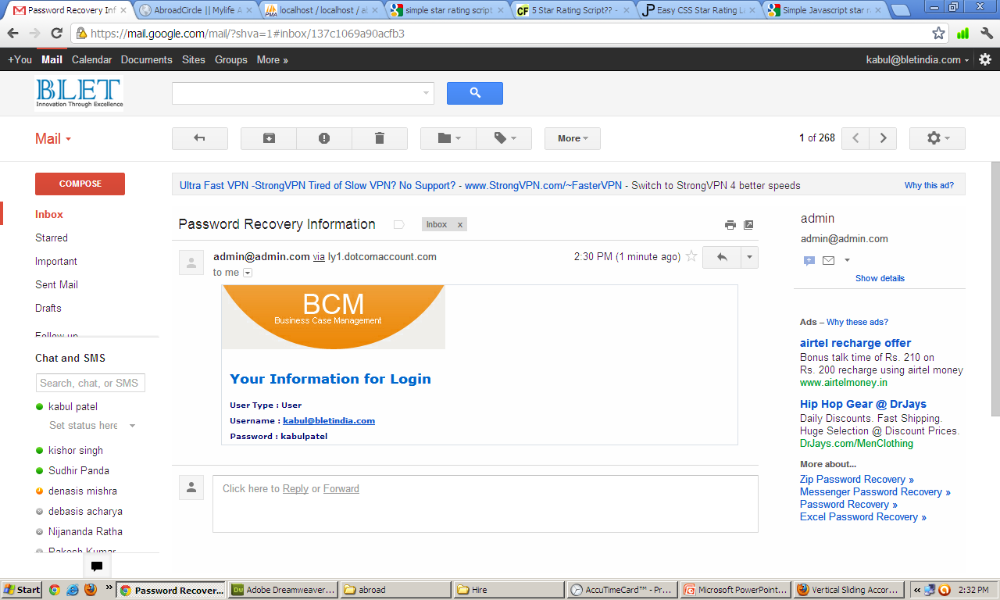 Password Recovery Inf
AbroadCircle || Mylife A
localhost / localhost / a
simple star rating script
5 Star Rating Script?? -
Easy CSS Star Rating L
Simple Javascript star r
https://mail.google.com/mail/?shva=1#inbox/137c1069a90acfb3
+You Mail Calendar Documents Sites Groups More »
kabul@bletindia.com
BLET
Innovation Through Excellence
Mail
More
1 of 268
COMPOSE
Inbox
Starred
Important
Sent Mail
Drafts
Follow up
Chat and SMS
Search, chat, or SMS
kabul patel
Set status here
kishor singh
Sudhir Panda
denasis mishra
debasis acharya
Nijananda Ratha
Rakesh Kumar
Ultra Fast VPN -StrongVPN Tired of Slow VPN? No Support? - www.StrongVPN.com/~FasterVPN - Switch to StrongVPN 4 better speeds
Why this ad?
Password Recovery Information
Inbox x
admin@admin.com via ly1.dotcomaccount.com
2:30 PM (1 minute ago)
to me
BCM
Business Case Management
Your Information for Login
User Type : User
Username : kabul@bletindia.com
Password : kabulpatel
Click here to Reply or Forward
admin
admin@admin.com
Show details
Ads – Why these ads?
airtel recharge offer
Bonus talk time of Rs. 210 on
Rs. 200 recharge using airtel money
www.airtelmoney.in
Hip Hop Gear @ DrJays
Daily Discounts. Fast Shipping.
Huge Selection @ Discount Prices.
DrJays.com/MenClothing
More about...
Zip Password Recovery »
Messenger Password Recovery »
Password Recovery »
Excel Password Recovery »
Start
Password Recover...
Adobe Dreamweaver...
abroad
Hire
AccuTimeCard™ - Pr...
Microsoft PowerPoint...
Vertical Sliding Accor...
2:32 PM